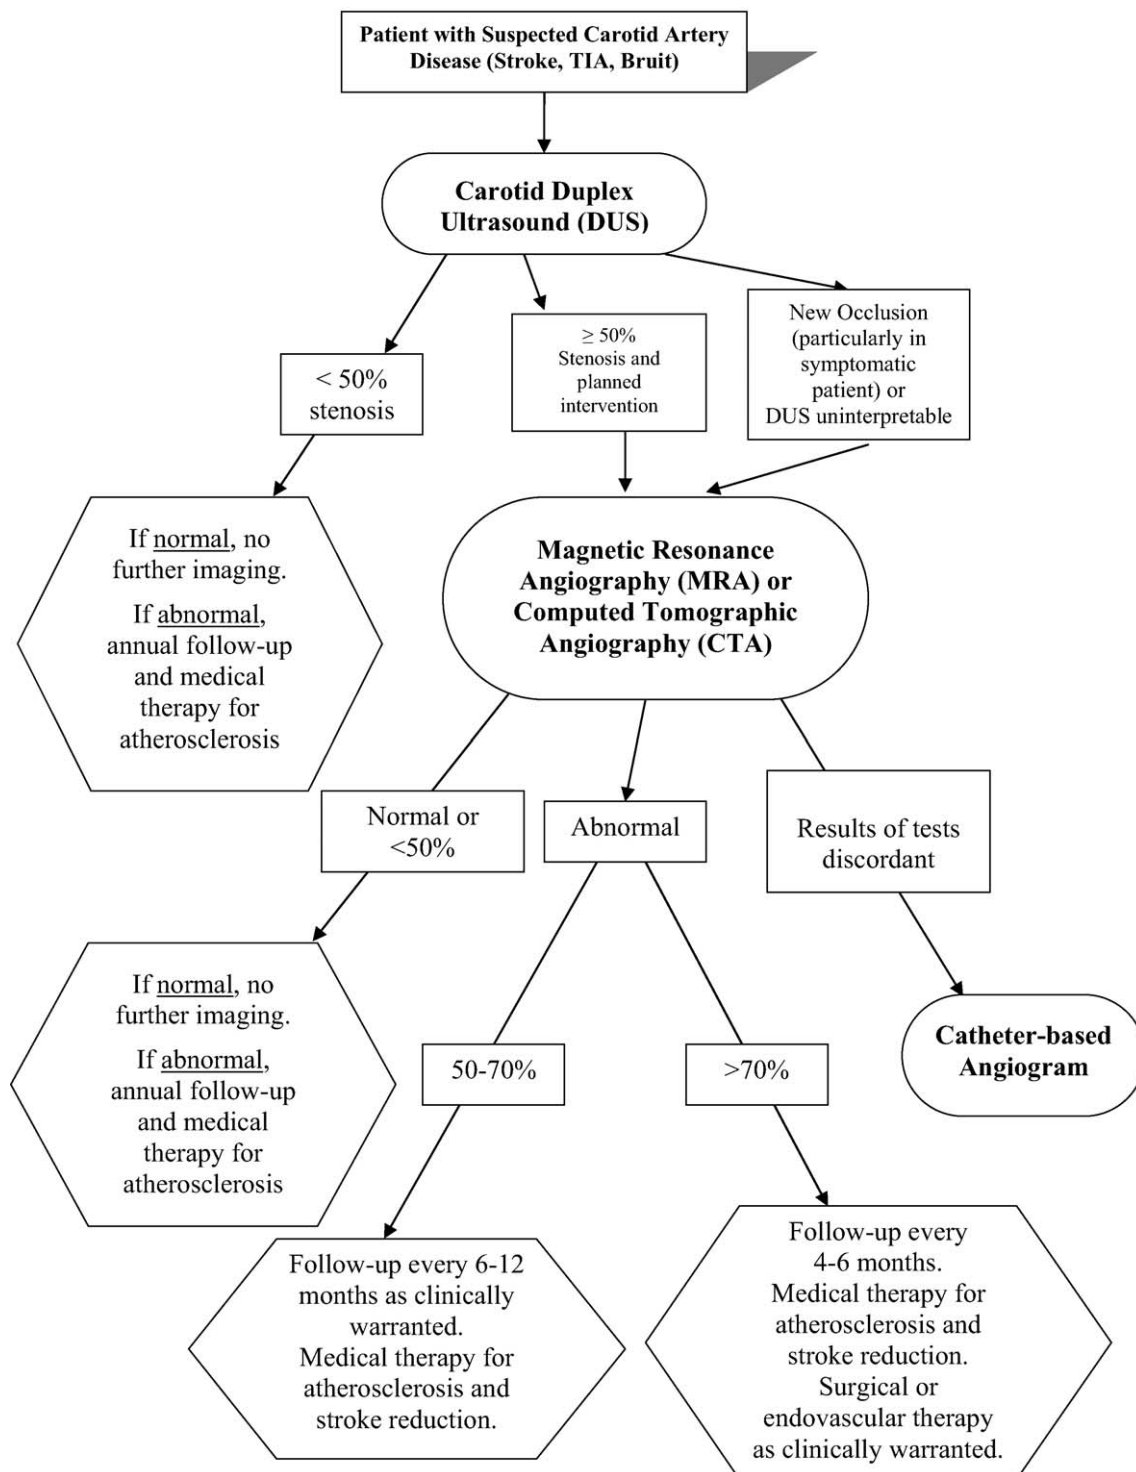 Patient with Suspected Carotid Artery
Disease (Stroke, TIA, Bruit)
Carotid Duplex
Ultrasound (DUS)
< 50%
stenosis
≥ 50%
Stenosis and
planned
intervention
New Occlusion
(particularly in
symptomatic
patient) or
DUS uninterpretable
If normal, no
further imaging.
If abnormal,
annual follow-up
and medical
therapy for
atherosclerosis
Magnetic Resonance
Angiography (MRA) or
Computed Tomographic
Angiography (CTA)
Normal or
<50%
Abnormal
Results of tests
discordant
If normal, no
further imaging.
If abnormal,
annual follow-up
and medical
therapy for
atherosclerosis
50-70%
>70%
Catheter-based
Angiogram
Follow-up every 6-12
months as clinically
warranted.
Medical therapy for
atherosclerosis and
stroke reduction.
Follow-up every
4-6 months.
Medical therapy for
atherosclerosis and
stroke reduction.
Surgical or
endovascular therapy
as clinically warranted.